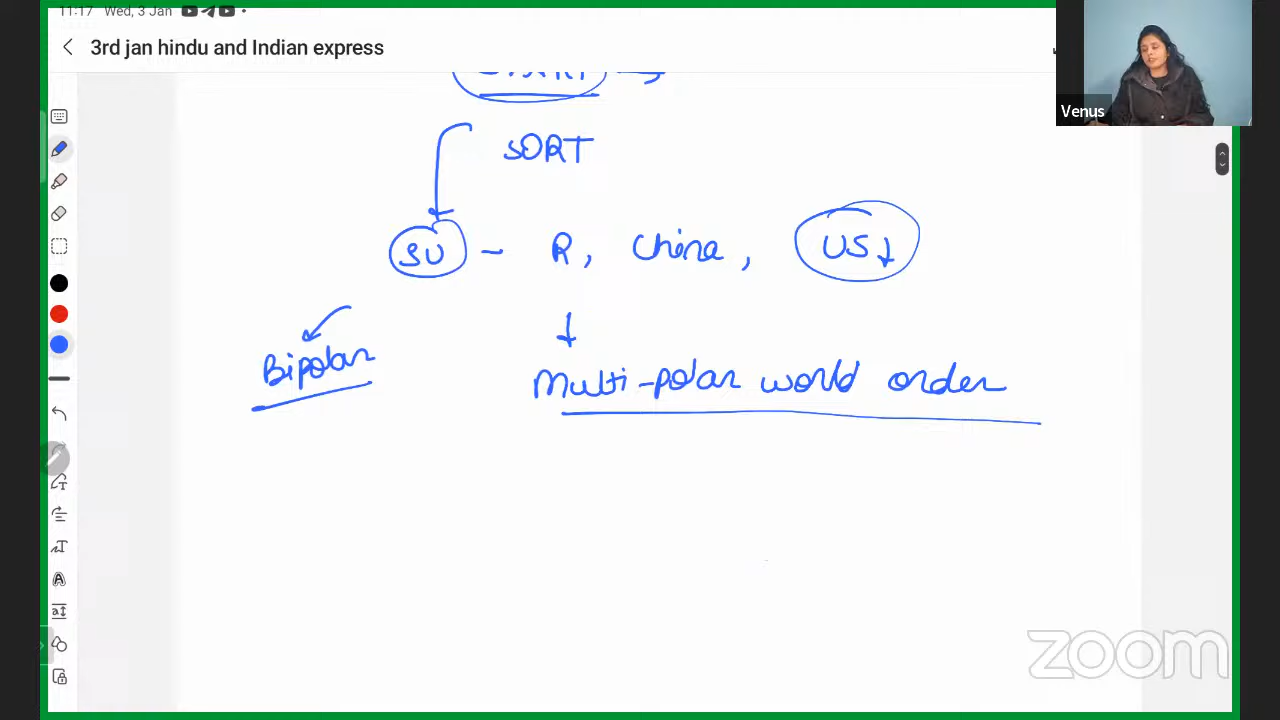 11:17 Wed, 3 Jan
3rd jan hindu and Indian express
Venus
START
SORT
SU - R, China, US↓
Bipolar
Multi-polar world order
zoom